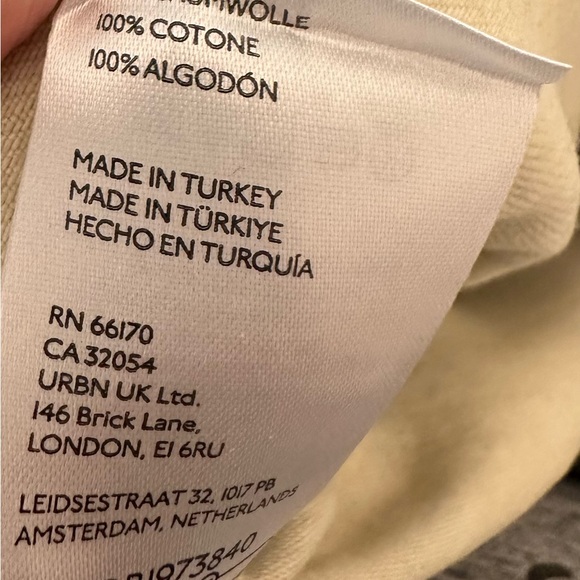 100% COTONE
100% ALGODÓN
MADE IN TURKEY
MADE IN TÜRKIYE
HECHO EN TURQUÍA
RN 66170
CA 32054
URBN UK Ltd.
146 Brick Lane,
LONDON, E1 6RU
LEIDSESTRAAT 32, 1017 PB
AMSTERDAM, NETHERLANDS